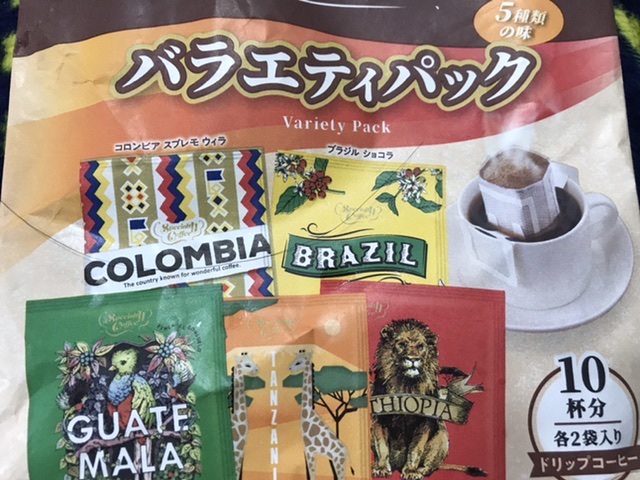 5種類
の味
バラエティパック
Variety Pack
コロンビア スプレモ ウィラ
ブラジル ショコラ
COLOMBIA
The country known for wonderful coffee.
BRAZIL
GUATE
MALA
TANZANI
THIOPIA
10
杯分
各2袋入り
ドリップコーヒー